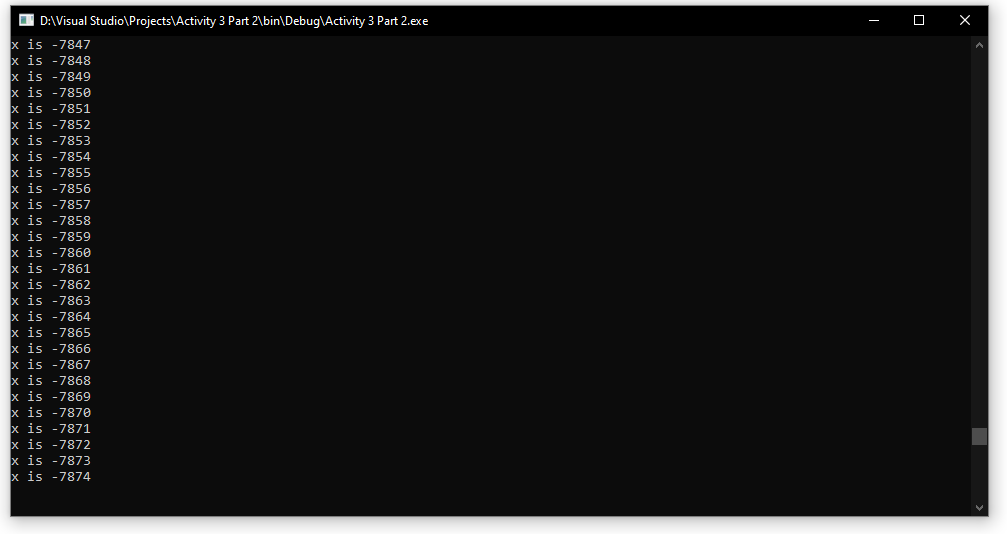 D:\Visual Studio\Projects\Activity 3 Part 2\bin\Debug\Activity 3 Part 2.exe
x is -7847
x is -7848
x is -7849
x is -7850
x is -7851
x is -7852
x is -7853
x is -7854
x is -7855
x is -7856
x is -7857
x is -7858
x is -7859
x is -7860
x is -7861
x is -7862
x is -7863
x is -7864
x is -7865
x is -7866
x is -7867
x is -7868
x is -7869
x is -7870
x is -7871
x is -7872
x is -7873
x is -7874